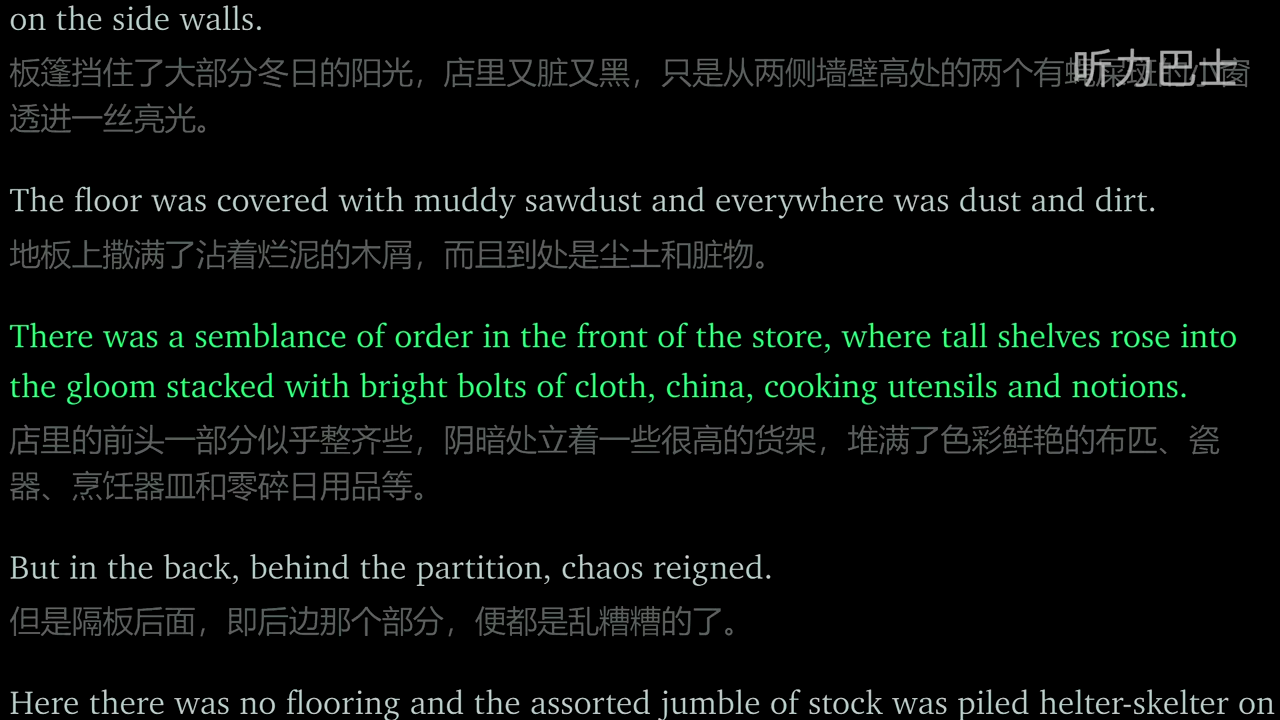 on the side walls.
板篷挡住了大部分冬日的阳光，店里又脏又黑，只是从两侧墙壁高处的两个有蝇屎斑的小窗
听力巴士
透进一丝亮光。
The floor was covered with muddy sawdust and everywhere was dust and dirt.
地板上撒满了沾着烂泥的木屑，而且到处是尘土和脏物。
There was a semblance of order in the front of the store, where tall shelves rose into
the gloom stacked with bright bolts of cloth, china, cooking utensils and notions.
店里的前头一部分似乎整齐些，阴暗处立着一些很高的货架，堆满了色彩鲜艳的布匹、瓷
器、烹饪器皿和零碎日用品等。
But in the back, behind the partition, chaos reigned.
但是隔板后面，即后边那个部分，便都是乱糟糟的了。
Here there was no flooring and the assorted jumble of stock was piled helter-skelter on